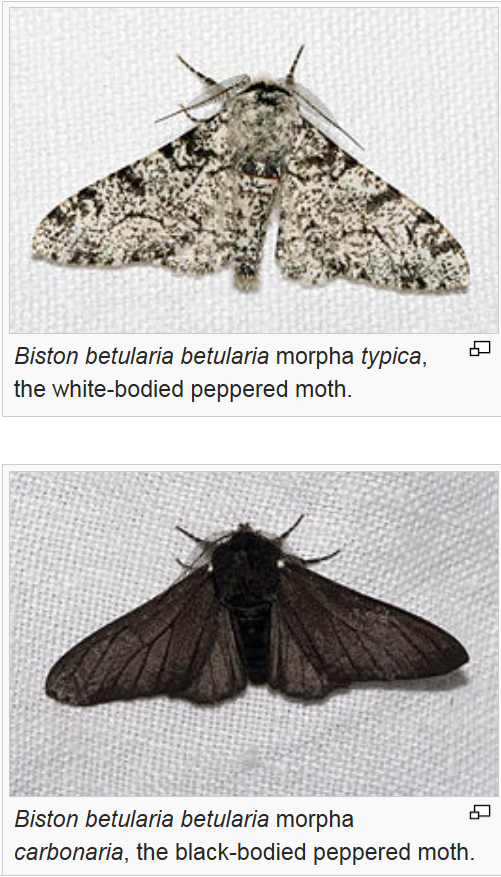 Biston betularia betularia morpha typica,
the white-bodied peppered moth.
Biston betularia betularia morpha
carbonaria, the black-bodied peppered moth.